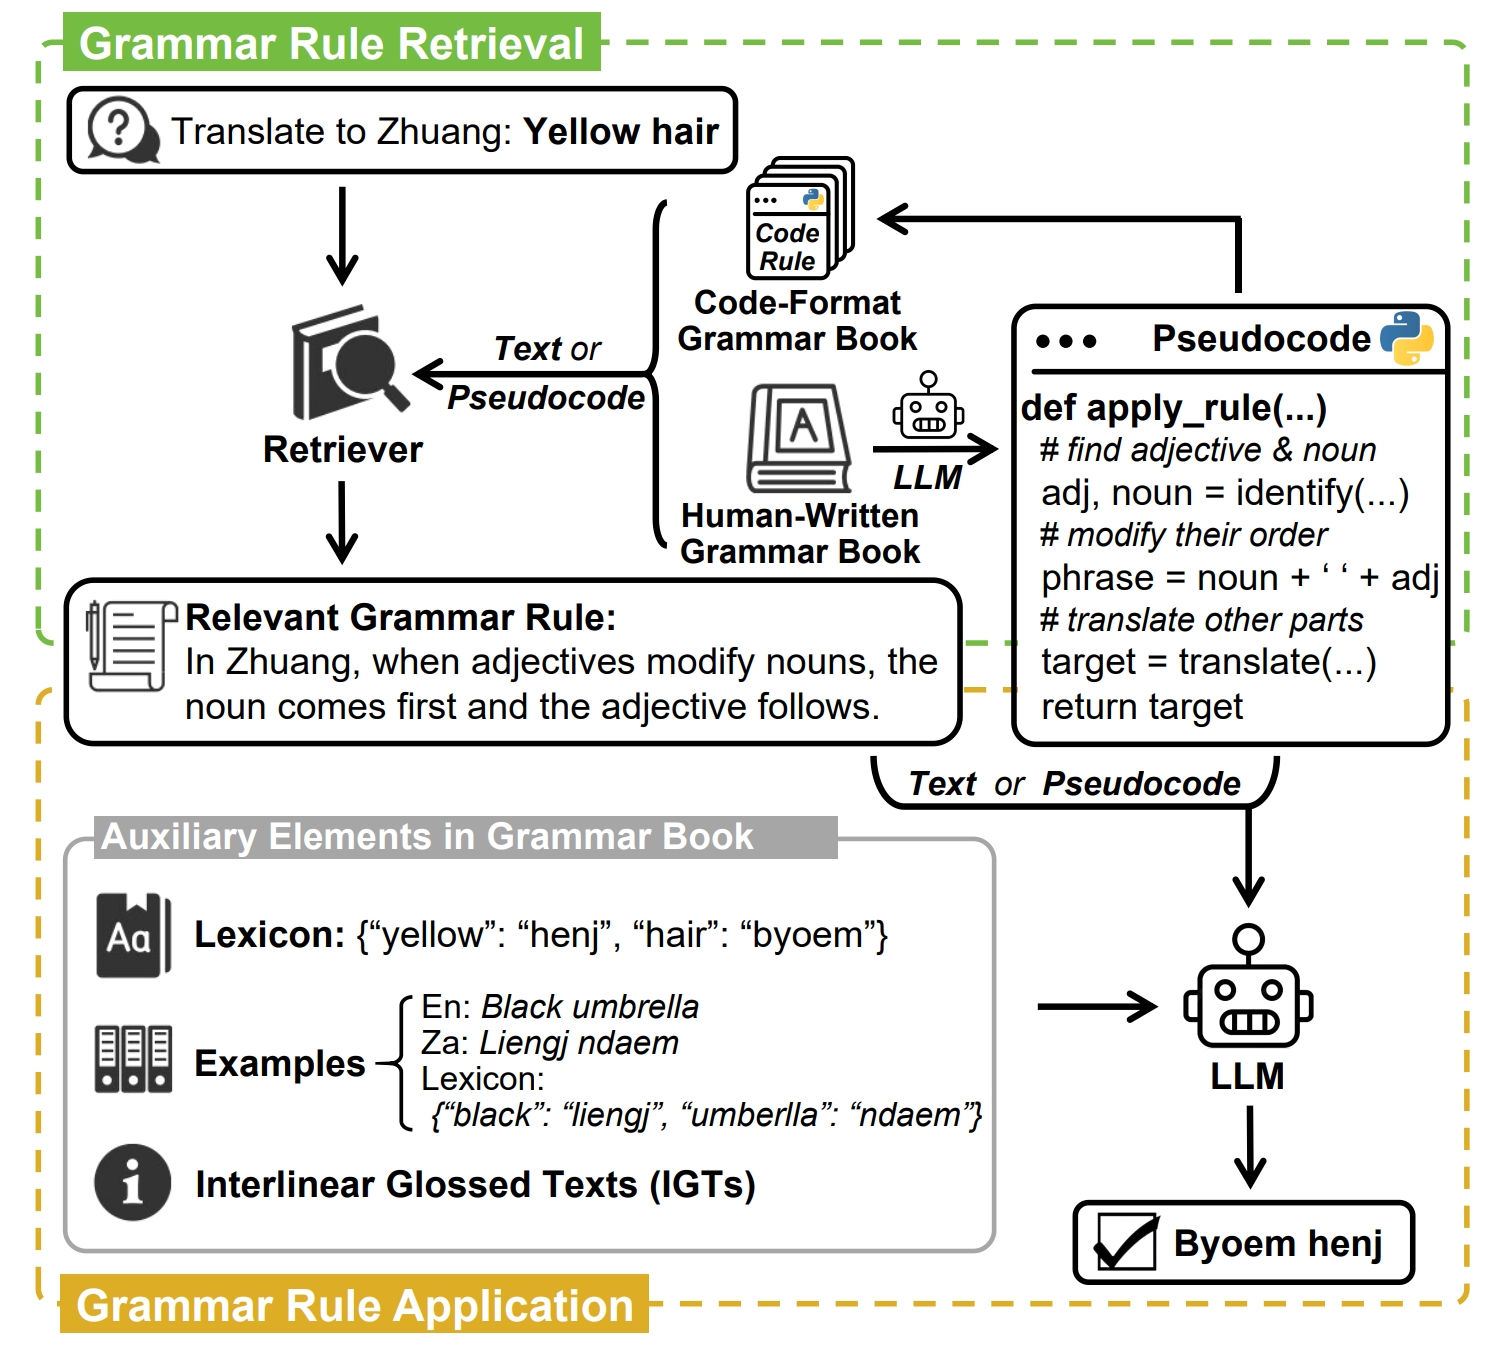 Grammar Rule Retrieval
Translate to Zhuang: Yellow hair
Code
Rule
Code-Format
Grammar Book
Text or
Pseudocode
Retriever
Human-Written
Grammar Book
LLM
Pseudocode
def apply_rule(...)
# find adjective & noun
adj, noun = identify(...)
# modify their order
phrase = noun + ‘ ‘ + adj
# translate other parts
target = translate(...)
return target
Relevant Grammar Rule:
In Zhuang, when adjectives modify nouns, the
noun comes first and the adjective follows.
Text or Pseudocode
Auxiliary Elements in Grammar Book
Aa
Lexicon: {“yellow”: “henj”, “hair”: “byoem”}
Examples
En: Black umbrella
Za: Liengj ndaem
Lexicon:
{“black”: “liengj”, “umberlla”: “ndaem”}
Interlinear Glossed Texts (IGTs)
LLM
Byoem henj
Grammar Rule Application